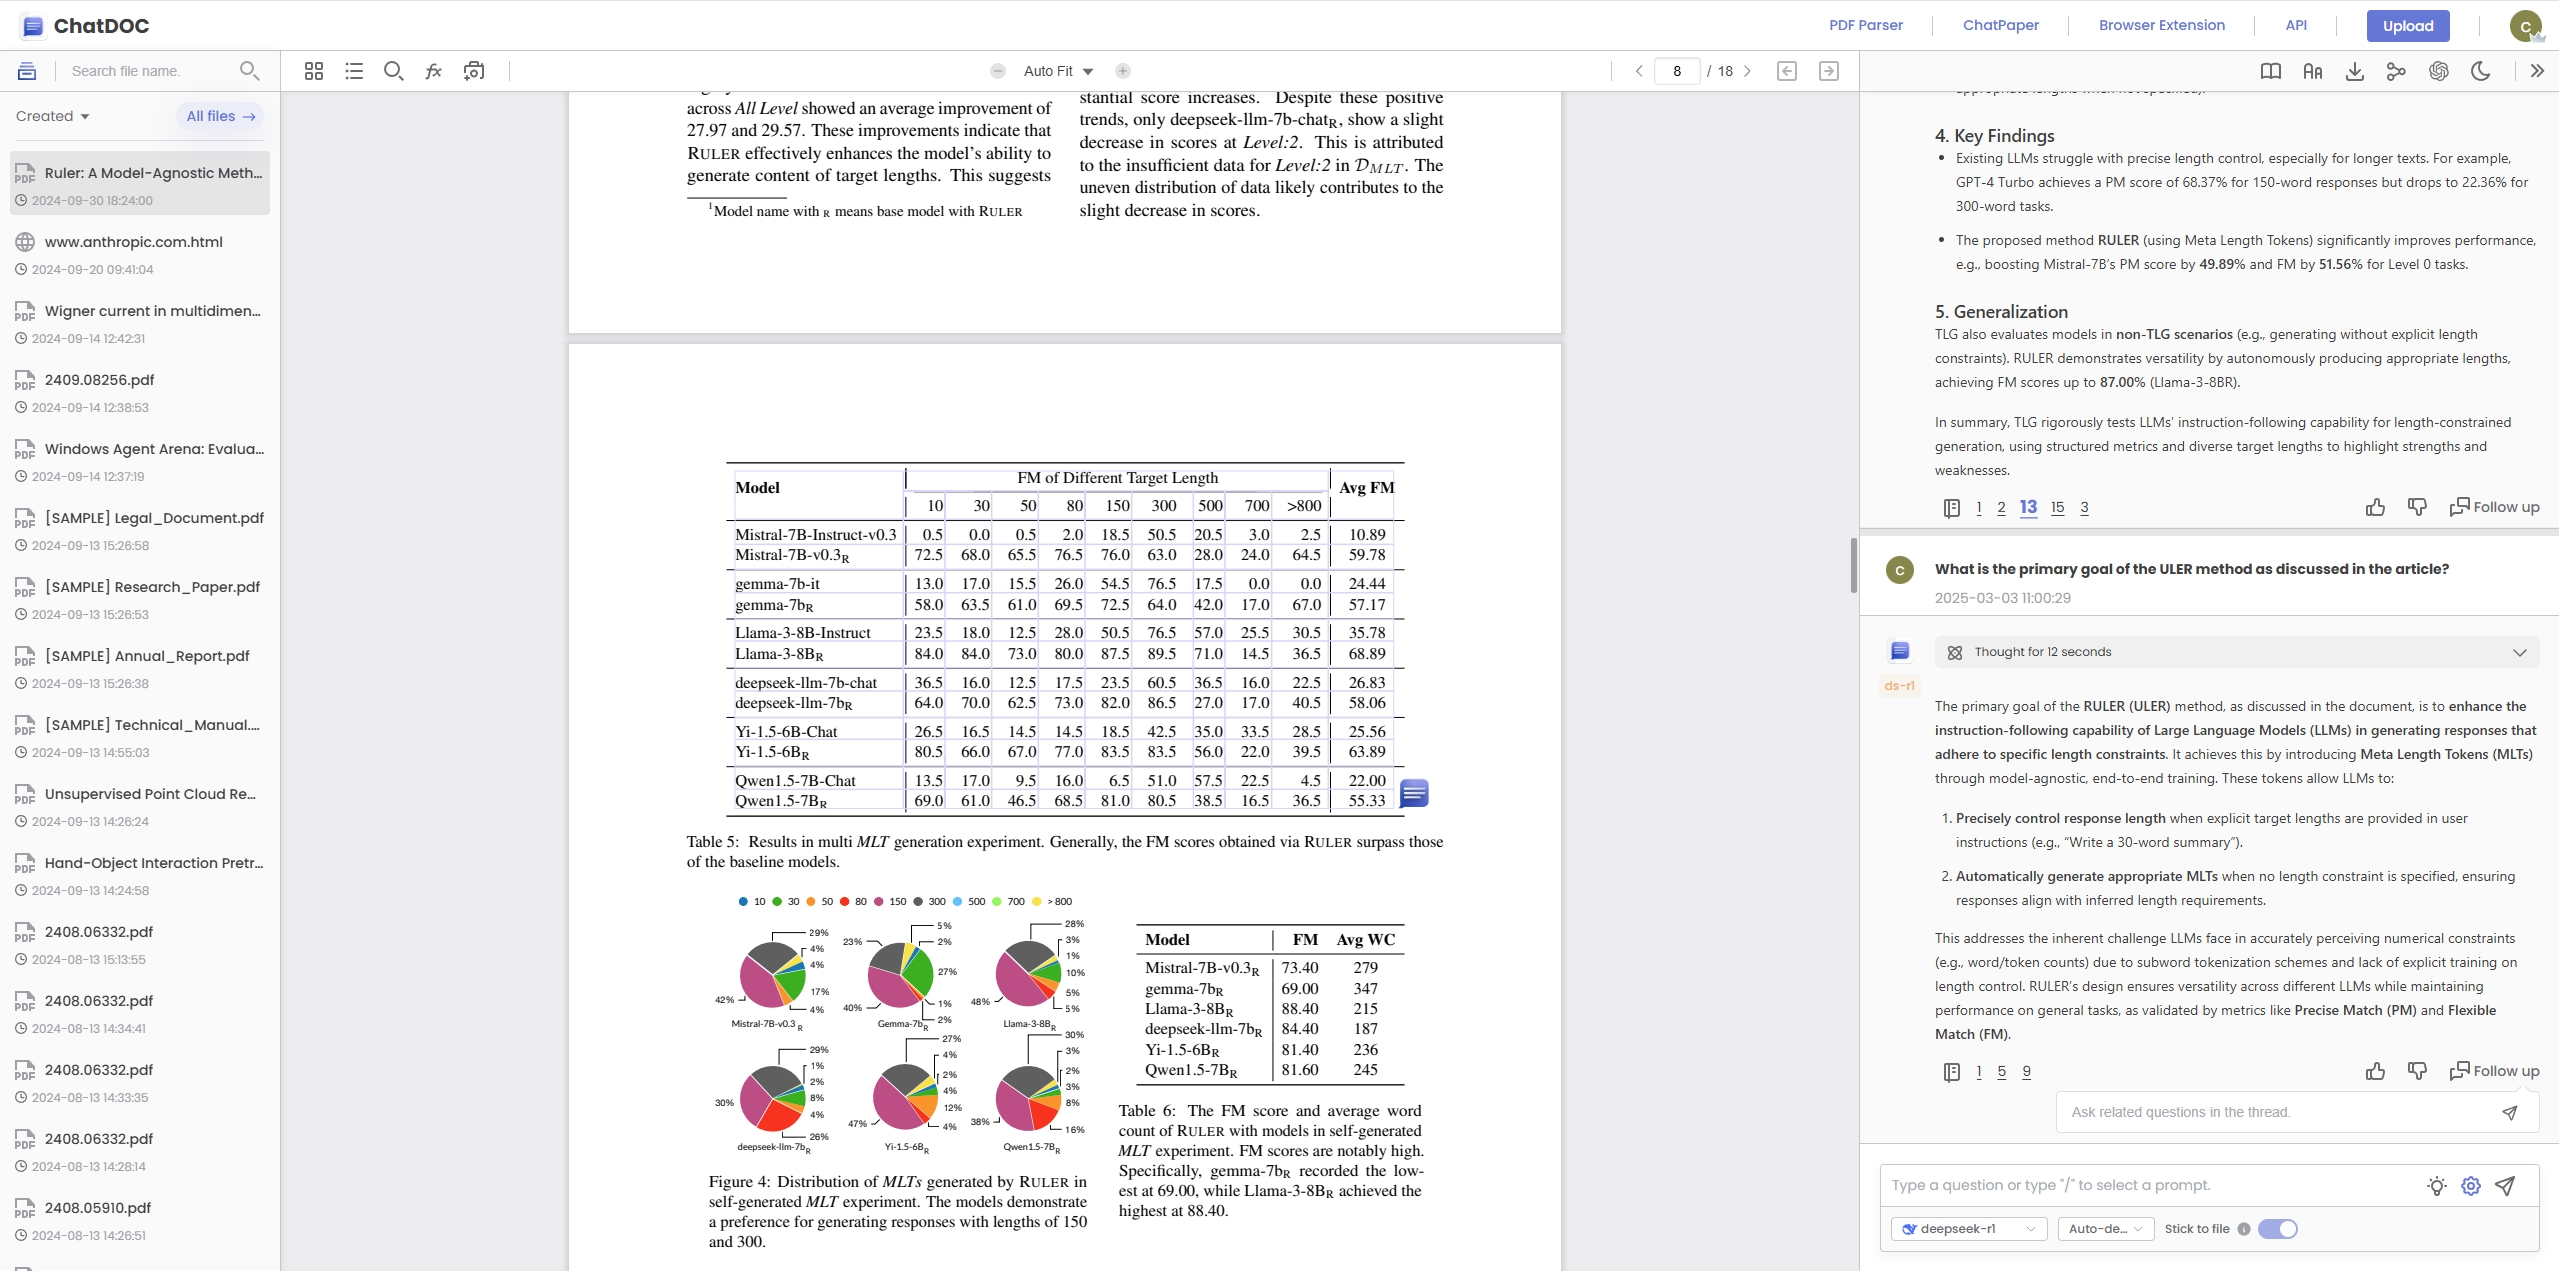 ChatDOC
PDF Parser
ChatPaper
Browser Extension
API
Upload
C
Search file name.
Auto Fit
8 / 18
Created
All files →
Ruler: A Model-Agnostic Meth...
2024-09-30 18:24:00
www.anthropic.com.html
2024-09-20 09:41:04
Wigner current in multidimen...
2024-09-14 12:42:31
2409.08256.pdf
2024-09-14 12:38:53
Windows Agent Arena: Evalua...
2024-09-14 12:37:19
[SAMPLE] Legal_Document.pdf
2024-09-13 15:26:58
[SAMPLE] Research_Paper.pdf
2024-09-13 15:26:53
[SAMPLE] Annual_Report.pdf
2024-09-13 15:26:38
[SAMPLE] Technical_Manual....
2024-09-13 14:55:03
Unsupervised Point Cloud Re...
2024-09-13 14:26:24
Hand-Object Interaction Pretr...
2024-09-13 14:24:58
2408.06332.pdf
2024-08-13 15:13:55
2408.06332.pdf
2024-08-13 14:34:41
2408.06332.pdf
2024-08-13 14:33:35
2408.06332.pdf
2024-08-13 14:28:14
2408.05910.pdf
2024-08-13 14:26:51
across All Level showed an average improvement of
27.97 and 29.57. These improvements indicate that
RULER effectively enhances the model's ability to
generate content of target lengths. This suggests
1Model name with R means base model with RULER
stantial score increases. Despite these positive
trends, only deepseek-llm-7b-chatR, show a slight
decrease in scores at Level:2. This is attributed
to the insufficient data for Level:2 in DMLT. The
uneven distribution of data likely contributes to the
slight decrease in scores.
Model FM of Different Target Length Avg FM
10 30 50 80 150 300 500 700 >800
Mistral-7B-Instruct-v0.3 0.5 0.0 0.5 2.0 18.5 50.5 20.5 3.0 2.5 10.89
Mistral-7B-v0.3R 72.5 68.0 65.5 76.5 76.0 63.0 28.0 24.0 64.5 59.78
gemma-7b-it 13.0 17.0 15.5 26.0 54.5 76.5 17.5 0.0 0.0 24.44
gemma-7bR 58.0 63.5 61.0 69.5 72.5 64.0 42.0 17.0 67.0 57.17
Llama-3-8B-Instruct 23.5 18.0 12.5 28.0 50.5 76.5 57.0 25.5 30.5 35.78
Llama-3-8BR 84.0 84.0 73.0 80.0 87.5 89.5 71.0 14.5 36.5 68.89
deepseek-llm-7b-chat 36.5 16.0 12.5 17.5 23.5 60.5 36.5 16.0 22.5 26.83
deepseek-llm-7bR 64.0 70.0 62.5 73.0 82.0 86.5 27.0 17.0 40.5 58.06
Yi-1.5-6B-Chat 26.5 16.5 14.5 14.5 18.5 42.5 35.0 33.5 28.5 25.56
Yi-1.5-6BR 80.5 66.0 67.0 77.0 83.5 83.5 56.0 22.0 39.5 63.89
Qwen1.5-7B-Chat 13.5 17.0 9.5 16.0 6.5 51.0 57.5 22.5 4.5 22.00
Qwen1.5-7BR 69.0 61.0 46.5 68.5 81.0 80.5 38.5 16.5 36.5 55.33
Table 5: Results in multi MLT generation experiment. Generally, the FM scores obtained via RULER surpass those
of the baseline models.
10 30 50 80 150 300 500 700 >800
29% 4% 4% 17% 4% 42%
Mistral-7B-v0.3 R
5% 2% 27% 1% 2% 40% 23%
Gemma-7bR
28% 3% 1% 10% 5% 5% 48%
Llama-3-8BR
29% 1% 2% 8% 4% 26% 30%
deepseek-llm-7bR
27% 4% 2% 4% 12% 4% 47%
Yi-1.5-6BR
30% 3% 2% 3% 8% 16% 38%
Qwen1.5-7BR
Figure 4: Distribution of MLTs generated by RULER in
self-generated MLT experiment. The models demonstrate
a preference for generating responses with lengths of 150
and 300.
Model FM Avg WC
Mistral-7B-v0.3R 73.40 279
gemma-7bR 69.00 347
Llama-3-8BR 88.40 215
deepseek-llm-7bR 84.40 187
Yi-1.5-6BR 81.40 236
Qwen1.5-7BR 81.60 245
Table 6: The FM score and average word
count of RULER with models in self-generated
MLT experiment. FM scores are notably high.
Specifically, gemma-7bR recorded the low-
est at 69.00, while Llama-3-8BR achieved the
highest at 88.40.
4. Key Findings
• Existing LLMs struggle with precise length control, especially for longer texts. For example,
GPT-4 Turbo achieves a PM score of 68.37% for 150-word responses but drops to 22.36% for
300-word tasks.
• The proposed method RULER (using Meta Length Tokens) significantly improves performance,
e.g., boosting Mistral-7B's PM score by 49.89% and FM by 51.56% for Level 0 tasks.
5. Generalization
TLG also evaluates models in non-TLG scenarios (e.g., generating without explicit length
constraints). RULER demonstrates versatility by autonomously producing appropriate lengths,
achieving FM scores up to 87.00% (Llama-3-8BR).
In summary, TLG rigorously tests LLMs' instruction-following capability for length-constrained
generation, using structured metrics and diverse target lengths to highlight strengths and
weaknesses.
1 2 13 15 3
Follow up
C
What is the primary goal of the ULER method as discussed in the article?
2025-03-03 11:00:29
Thought for 12 seconds
ds-r1
The primary goal of the RULER (ULER) method, as discussed in the document, is to enhance the
instruction-following capability of Large Language Models (LLMs) in generating responses that
adhere to specific length constraints. It achieves this by introducing Meta Length Tokens (MLTs)
through model-agnostic, end-to-end training. These tokens allow LLMs to:
1. Precisely control response length when explicit target lengths are provided in user
instructions (e.g., “Write a 30-word summary”).
2. Automatically generate appropriate MLTs when no length constraint is specified, ensuring
responses align with inferred length requirements.
This addresses the inherent challenge LLMs face in accurately perceiving numerical constraints
(e.g., word/token counts) due to subword tokenization schemes and lack of explicit training on
length control. RULER's design ensures versatility across different LLMs while maintaining
performance on general tasks, as validated by metrics like Precise Match (PM) and Flexible
Match (FM).
1 5 9
Follow up
Ask related questions in the thread.
Type a question or type "/" to select a prompt.
deepseek-r1
Auto-de...
Stick to file